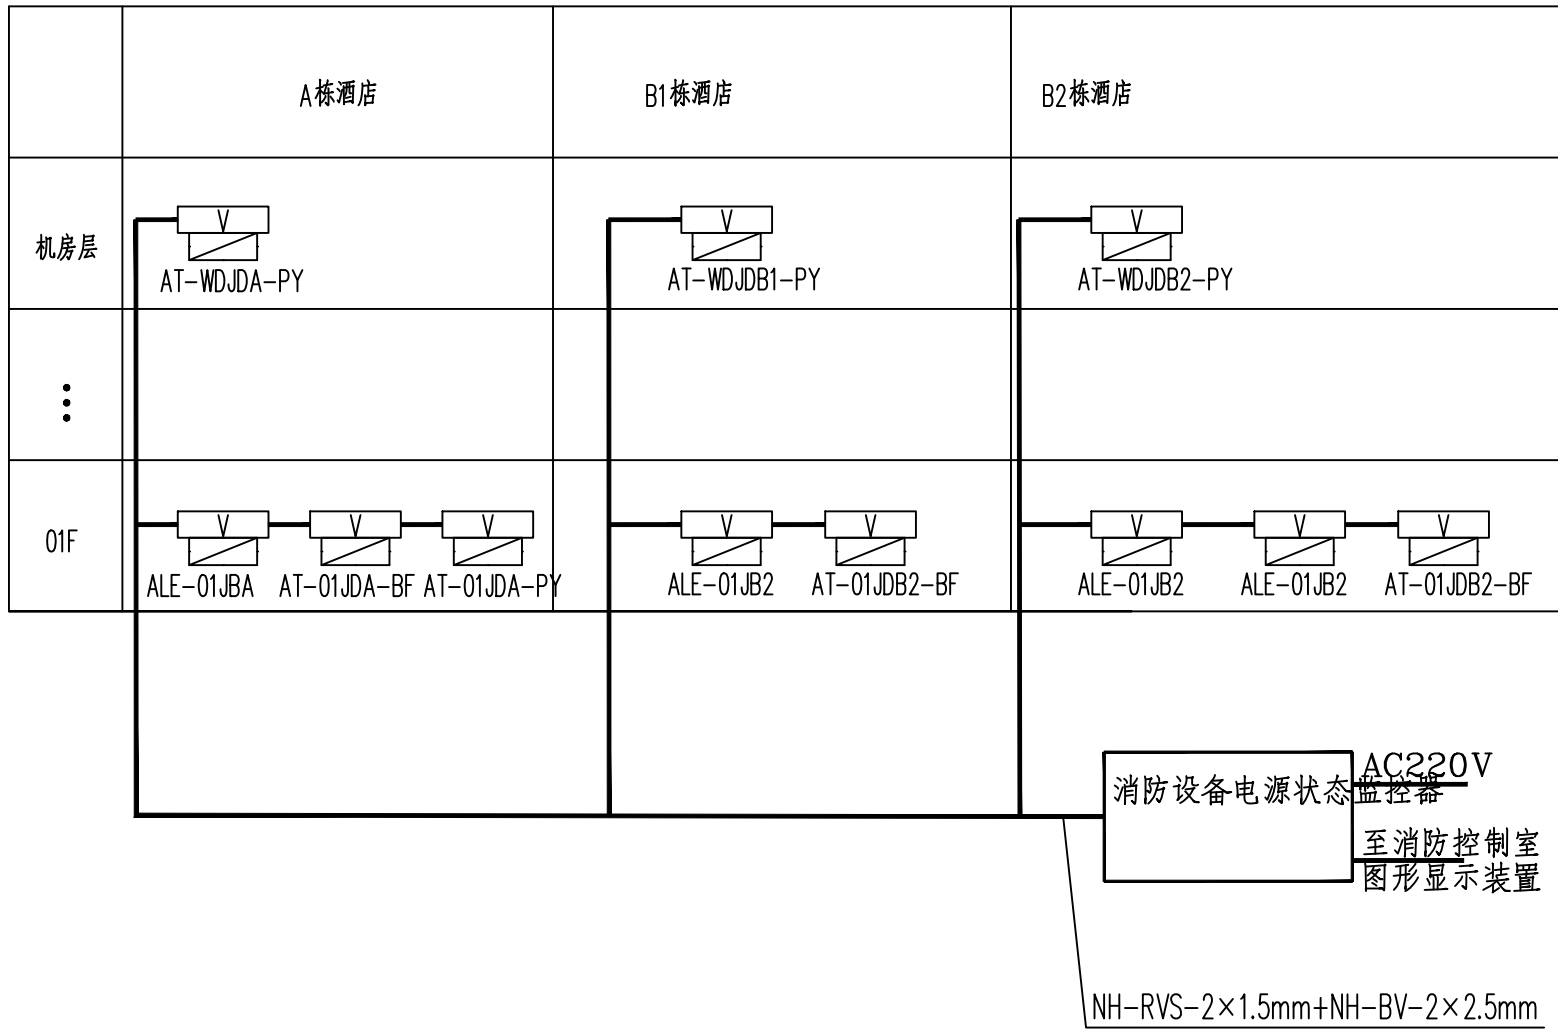 A栋酒店
B1栋酒店
B2栋酒店
机房层
V
AT-WDJDA-PY
V
AT-WDJDB1-PY
V
AT-WDJDB2-PY
01F
V
V
V
ALE-01JBA
AT-01JDA-BF
AT-01JDA-PY
V
V
ALE-01JB2
AT-01JDB2-BF
V
V
V
ALE-01JB2
ALE-01JB2
AT-01JDB2-BF
消防设备电源状态监控器
AC220V
至消防控制室
图形显示装置
NH-RVS-2×1.5mm+NH-BV-2×2.5mm